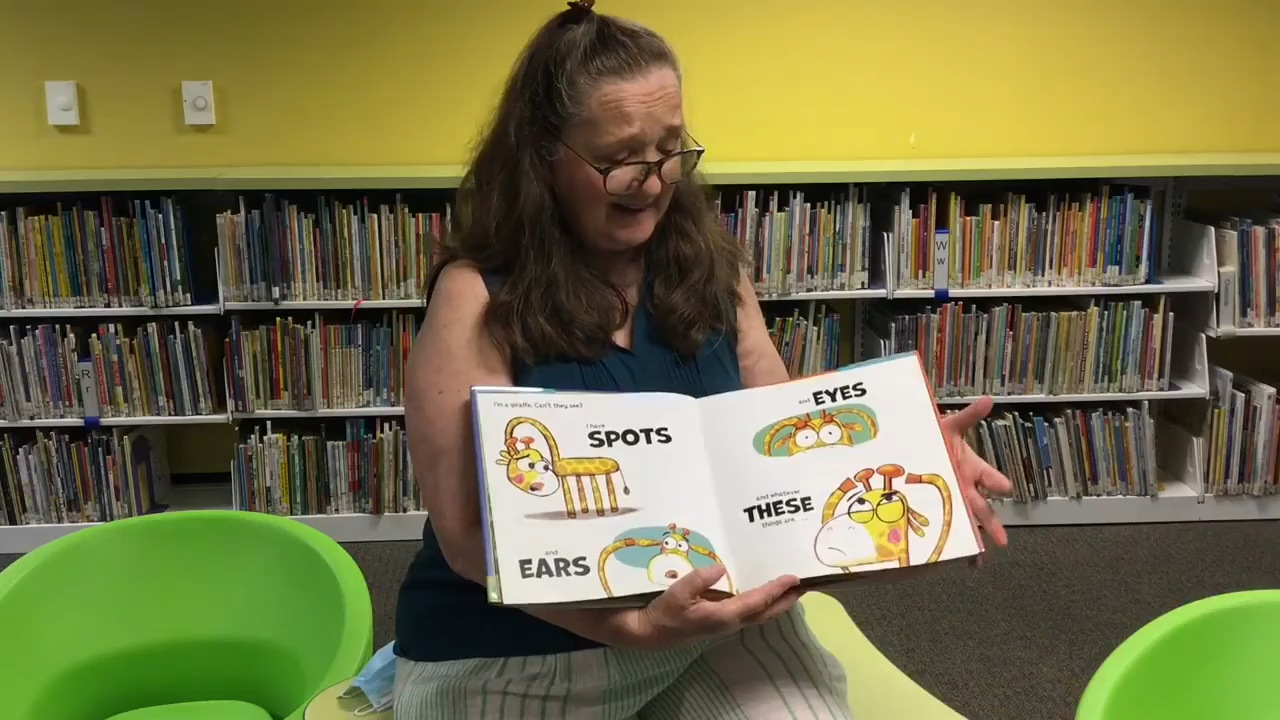 I'm a giraffe. Can't they see?
I have
SPOTS
and
EARS
and EYES
and whatever
THESE
things are. . . .
W
w
R
r